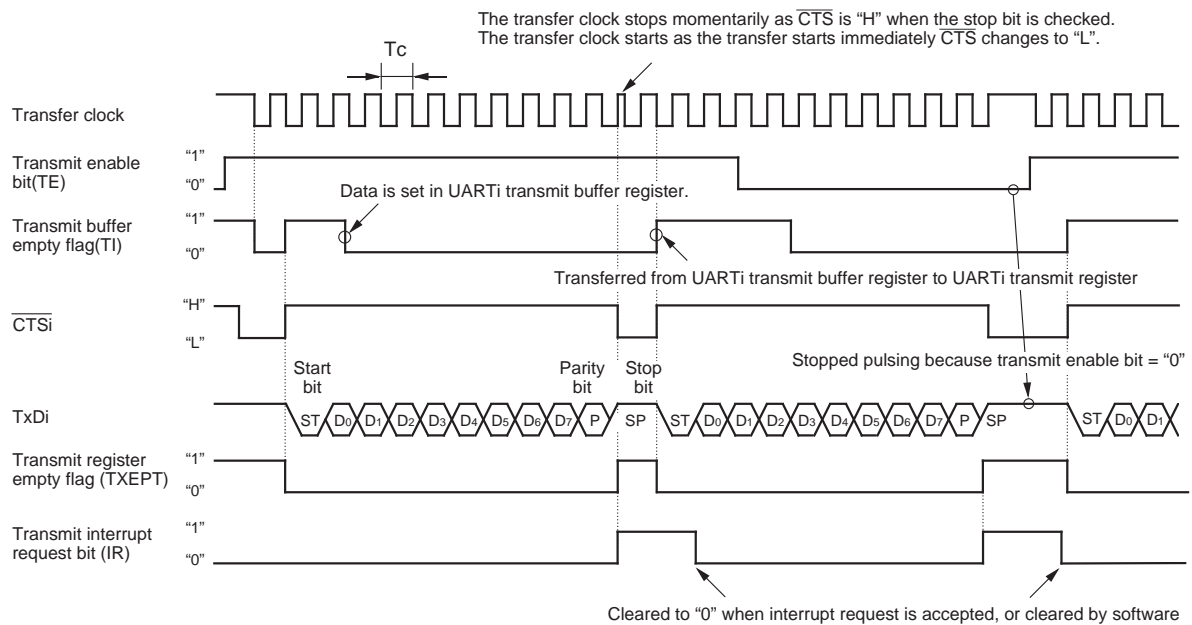 The transfer clock stops momentarily as CTS is “H” when the stop bit is checked.
The transfer clock starts as the transfer starts immediately CTS changes to “L”.
Tc
Transfer clock
Transmit enable
bit(TE)
“1”
“0”
Data is set in UARTi transmit buffer register.
Transmit buffer
empty flag(TI)
“1”
“0”
Transferred from UARTi transmit buffer register to UARTi transmit register
CTSi
“H”
“L”
Stopped pulsing because transmit enable bit = “0”
Start
bit
Parity
bit
Stop
bit
TxDi
ST D0 D1 D2 D3 D4 D5 D6 D7 P SP ST D0 D1 D2 D3 D4 D5 D6 D7 P SP ST D0 D1
Transmit register
empty flag (TXEPT)
“1”
“0”
Transmit interrupt
request bit (IR)
“1”
“0”
Cleared to “0” when interrupt request is accepted, or cleared by software